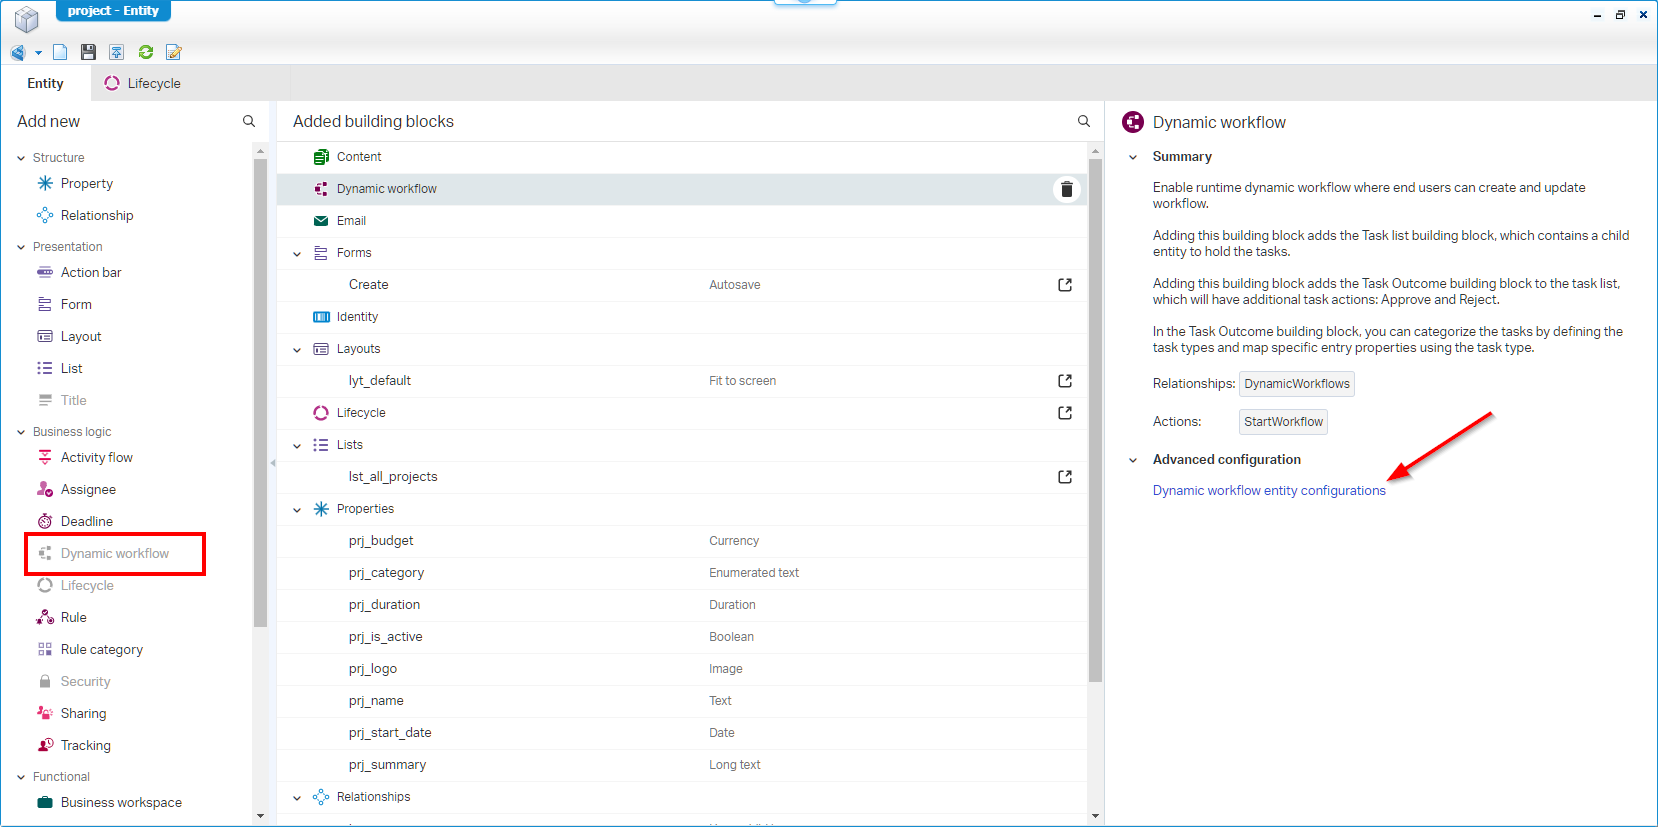 project - Entity
Entity
Lifecycle
Add new
Structure
Property
Relationship
Presentation
Action bar
Form
Layout
List
Title
Business logic
Activity flow
Assignee
Deadline
Dynamic workflow
Lifecycle
Rule
Rule category
Security
Sharing
Tracking
Functional
Business workspace
Added building blocks
Content
Dynamic workflow
Email
Forms
Create Autosave
Identity
Layouts
lyt_default Fit to screen
Lifecycle
Lists
lst_all_projects
Properties
prj_budget Currency
prj_category Enumerated text
prj_duration Duration
prj_is_active Boolean
prj_logo Image
prj_name Text
prj_start_date Date
prj_summary Long text
Relationships
Dynamic workflow
Summary
Enable runtime dynamic workflow where end users can create and update
workflow.
Adding this building block adds the Task list building block, which contains a child
entity to hold the tasks.
Adding this building block adds the Task Outcome building block to the task list,
which will have additional task actions: Approve and Reject.
In the Task Outcome building block, you can categorize the tasks by defining the
task types and map specific entry properties using the task type.
Relationships: DynamicWorkflows
Actions: StartWorkflow
Advanced configuration
Dynamic workflow entity configurations